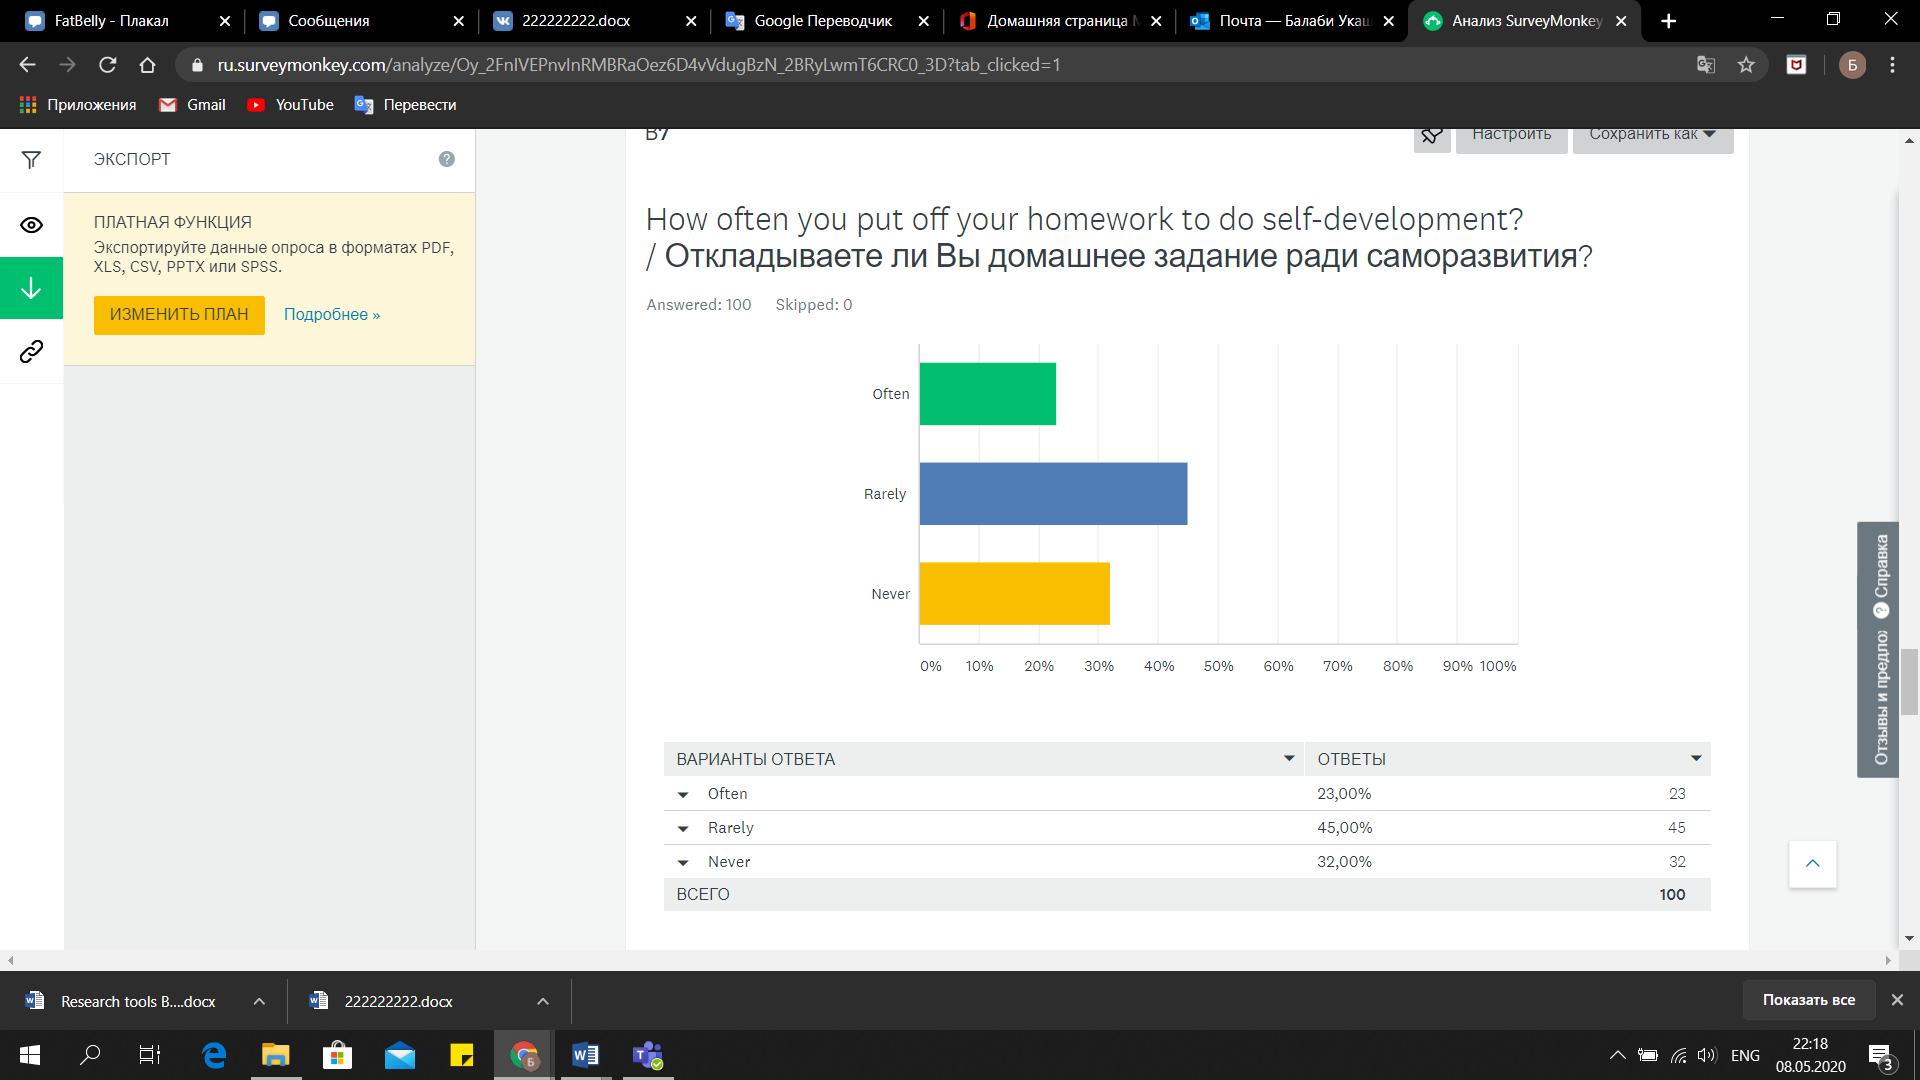 FatBelly - Плакал
Сообщения
222222222.docx
Google Переводчик
Домашняя страница
Почта — Балаби Укаш
Анализ SurveyMonkey
ru.surveymonkey.com/analyze/Oy_2FnIVEPnvInRMBRaOez6D4vVdugBzN_2BRyLwmT6CRC0_3D?tab_clicked=1
Б
Приложения
Gmail
YouTube
Перевести
ЭКСПОРТ
ПЛАТНАЯ ФУНКЦИЯ
Экспортируйте данные опроса в форматах PDF,
XLS, CSV, PPTX или SPSS.
ИЗМЕНИТЬ ПЛАН
Подробнее »
В7
Настроить
Сохранить как
How often you put off your homework to do self-development?
/ Откладываете ли Вы домашнее задание ради саморазвития?
Answered: 100 Skipped: 0
Often
Rarely
Never
0% 10% 20% 30% 40% 50% 60% 70% 80% 90% 100%
ВАРИАНТЫ ОТВЕТА ОТВЕТЫ
Often 23,00% 23
Rarely 45,00% 45
Never 32,00% 32
ВСЕГО 100
Справка
Отзывы и предло
Research tools B....docx
222222222.docx
Показать все
ENG
22:18
08.05.2020
3